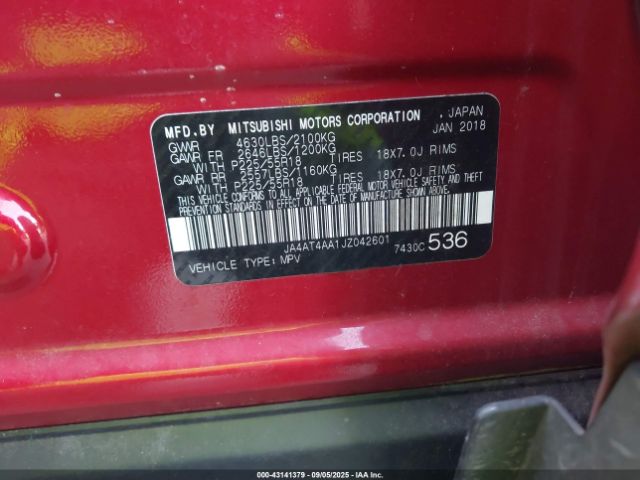 MFD.BY MITSUBISHI MOTORS CORPORATION , JAPAN
GVWR 4630LBS/2100KG JAN 2018
GAWR FR 2646LBS/1200KG
WITH P225/55R18 TIRES 18X7.0J RIMS
GAWR RR 2557LBS/1160KG
WITH P225/55R18 TIRES 18X7.0J RIMS
THIS VEHICLE CONFORMS TO ALL APPLICABLE FEDERAL MOTOR VEHICLE SAFETY AND THEFT
PREVENTION STANDARDS IN EFFECT ON THE DATE OF MANUFACTURE SHOWN ABOVE.
JA4AT4AA1JZ042601
VEHICLE TYPE: MPV 7430C 536
000-43141379 - 09/05/2025 - IAA Inc.